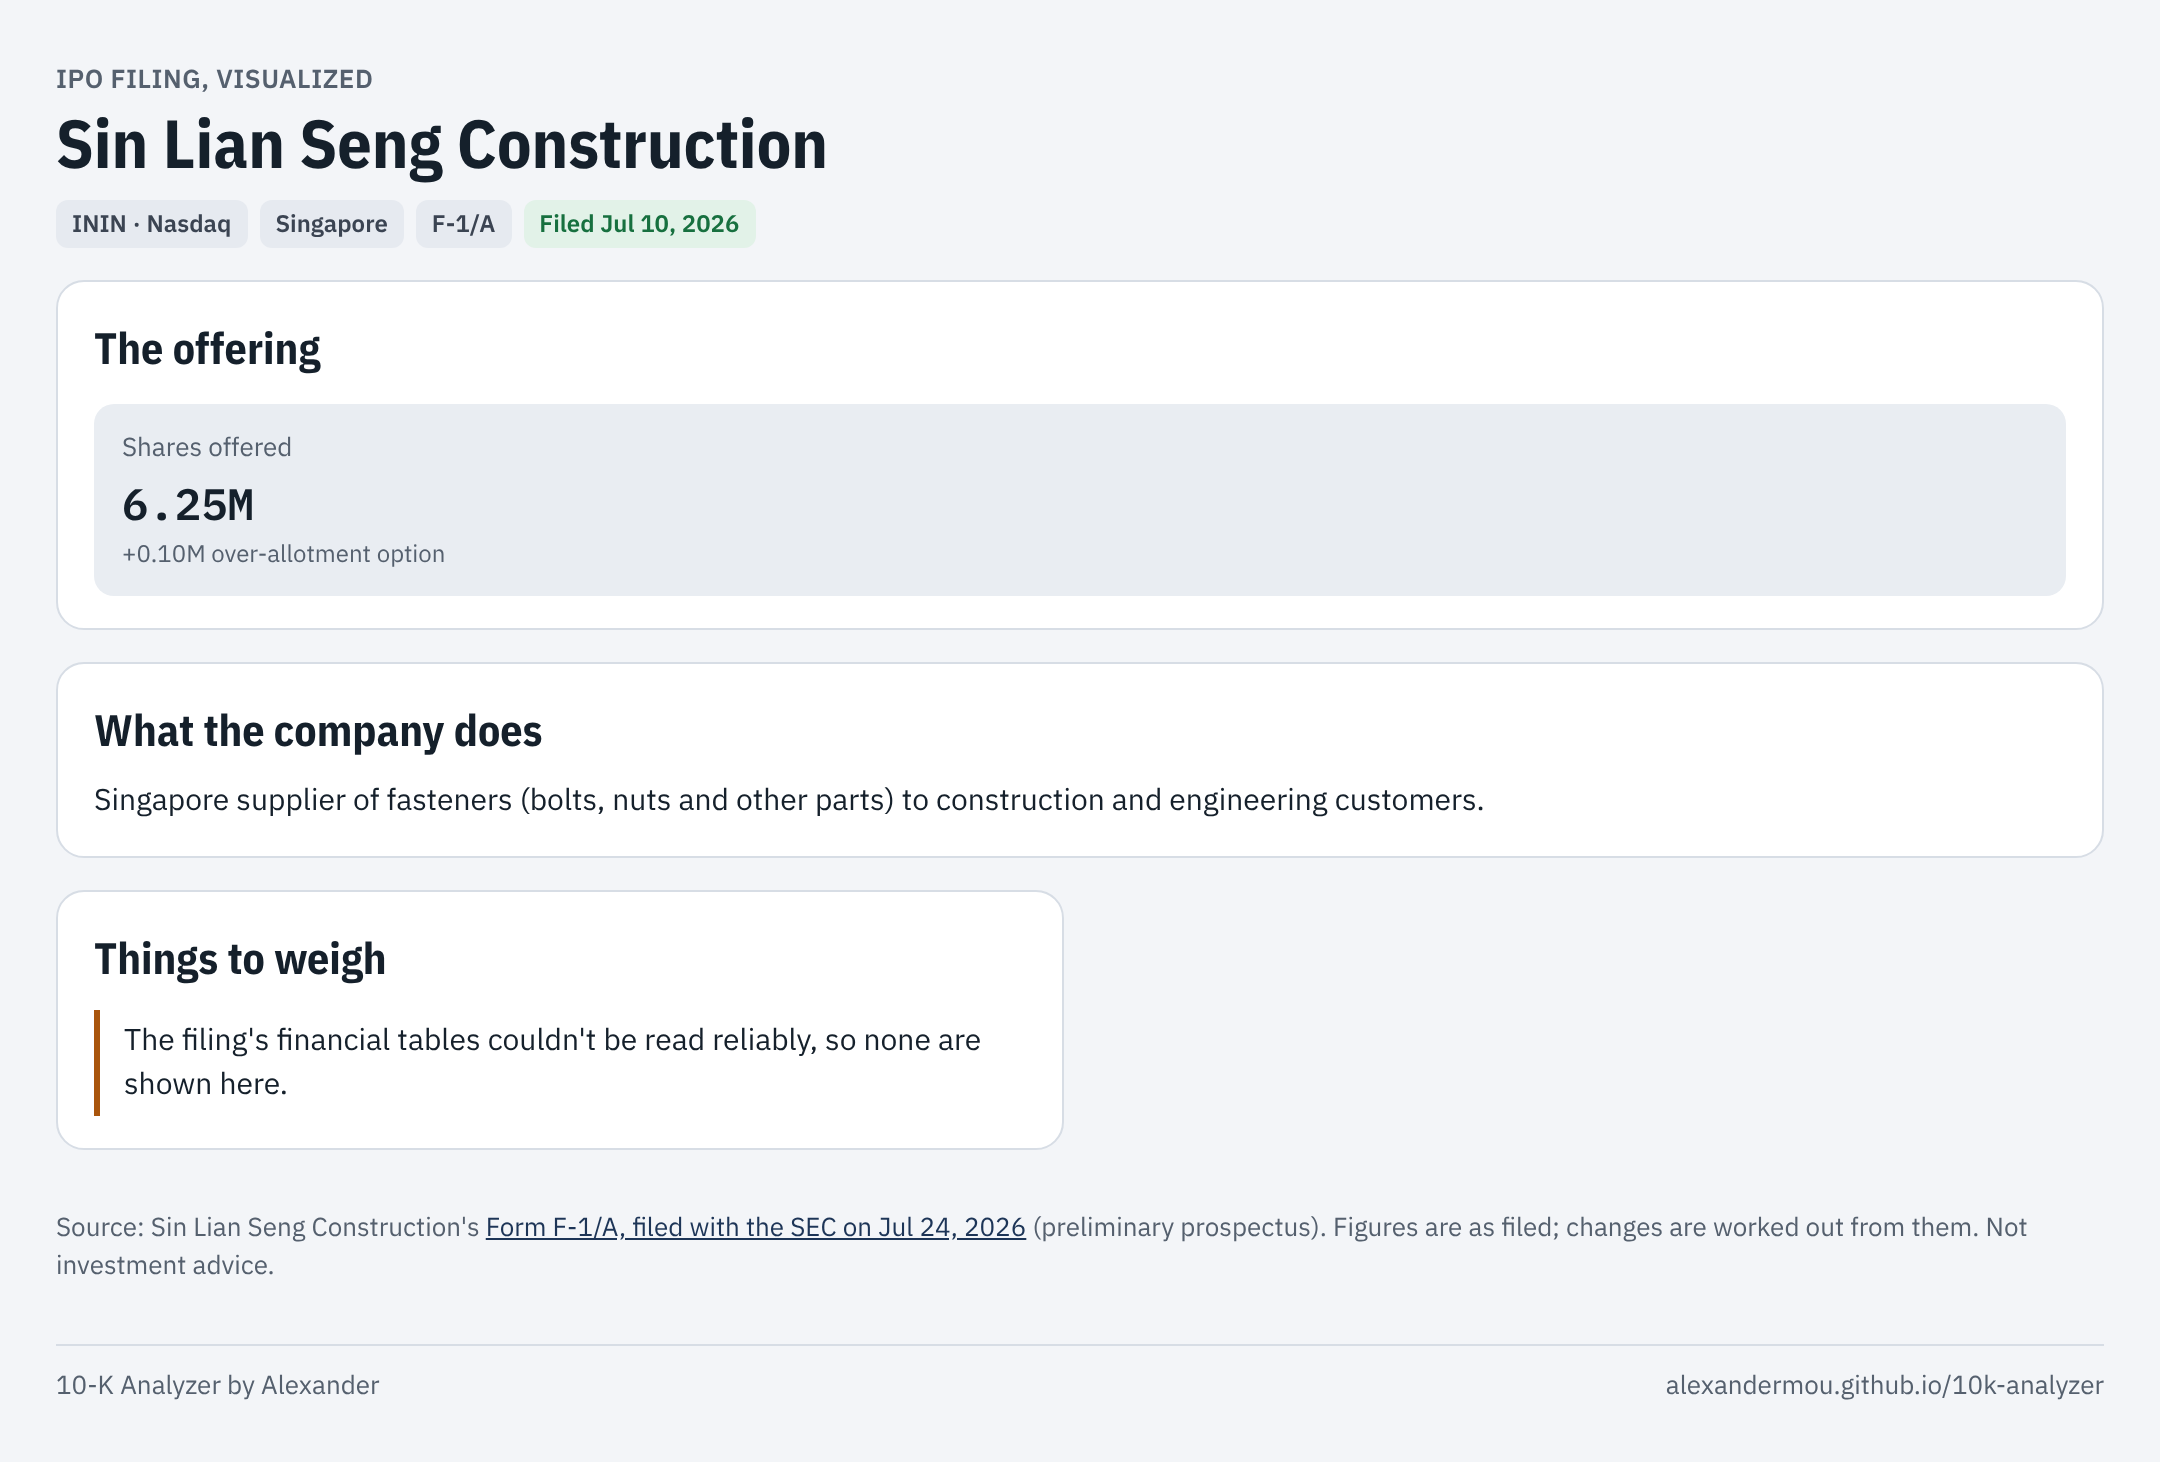 IPO FILING, VISUALIZED
Sin Lian Seng Construction
ININ · Nasdaq
Singapore
F-1/A
Filed Jul 10, 2026
The offering
Shares offered
6.25M
+0.10M over-allotment option
What the company does
Singapore supplier of fasteners (bolts, nuts and other parts) to construction and engineering customers.
Things to weigh
The filing's financial tables couldn't be read reliably, so none are
shown here.
Source: Sin Lian Seng Construction's Form F-1/A, filed with the SEC on Jul 24, 2026 (preliminary prospectus). Figures are as filed; changes are worked out from them. Not
investment advice.
10-K Analyzer by Alexander
alexandermou.github.io/10k-analyzer